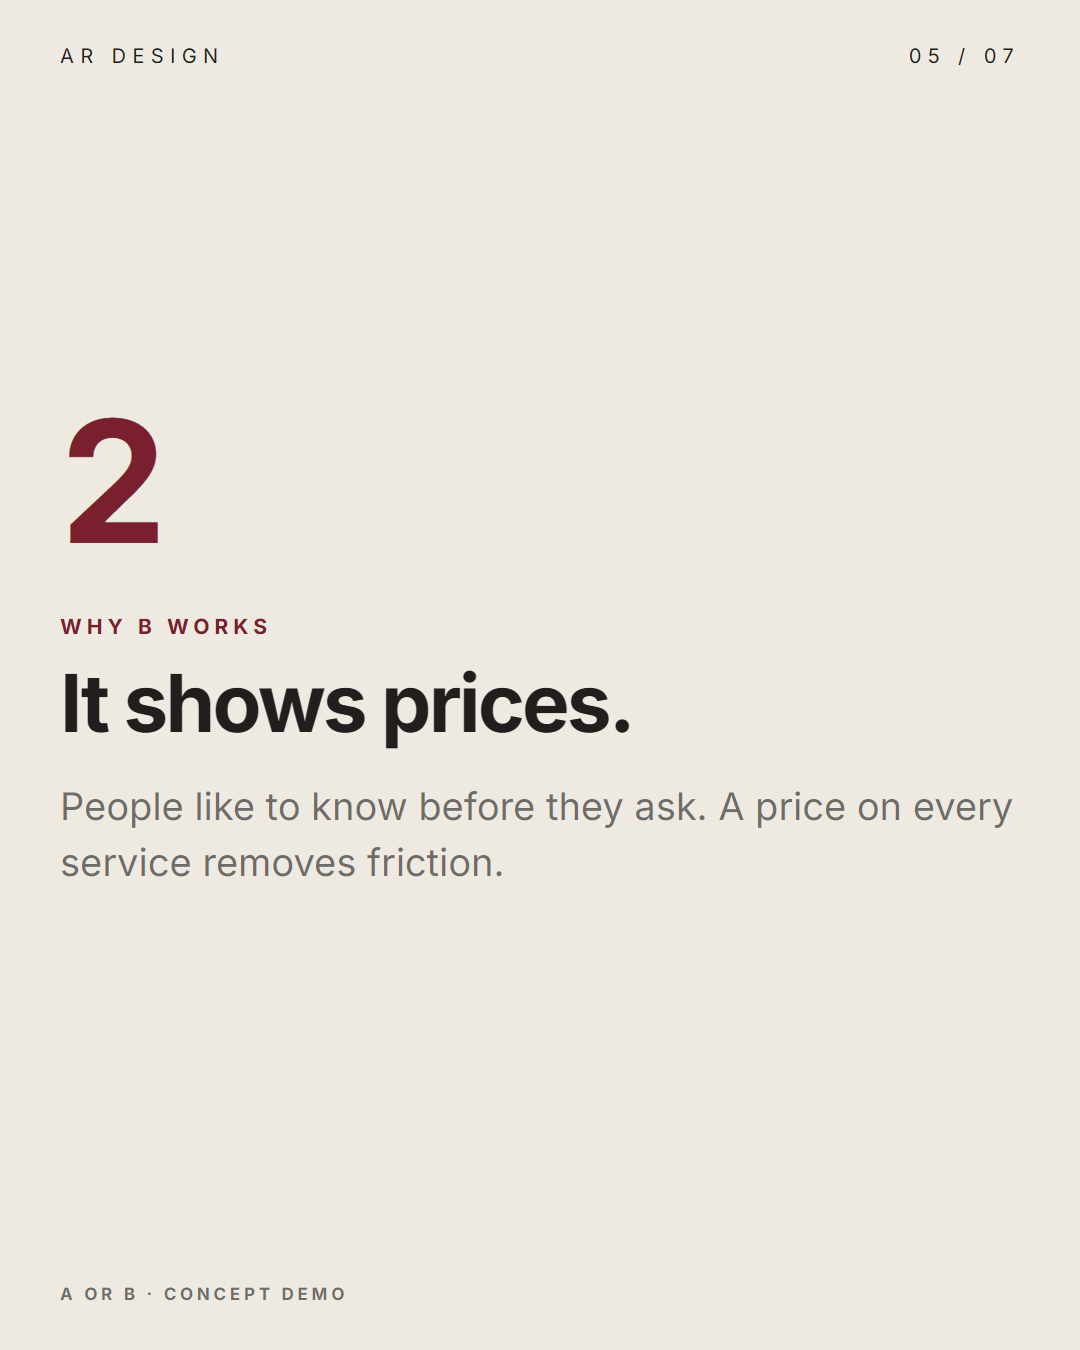 AR DESIGN
05 / 07
2
WHY B WORKS
It shows prices.
People like to know before they ask. A price on every
service removes friction.
A OR B · CONCEPT DEMO